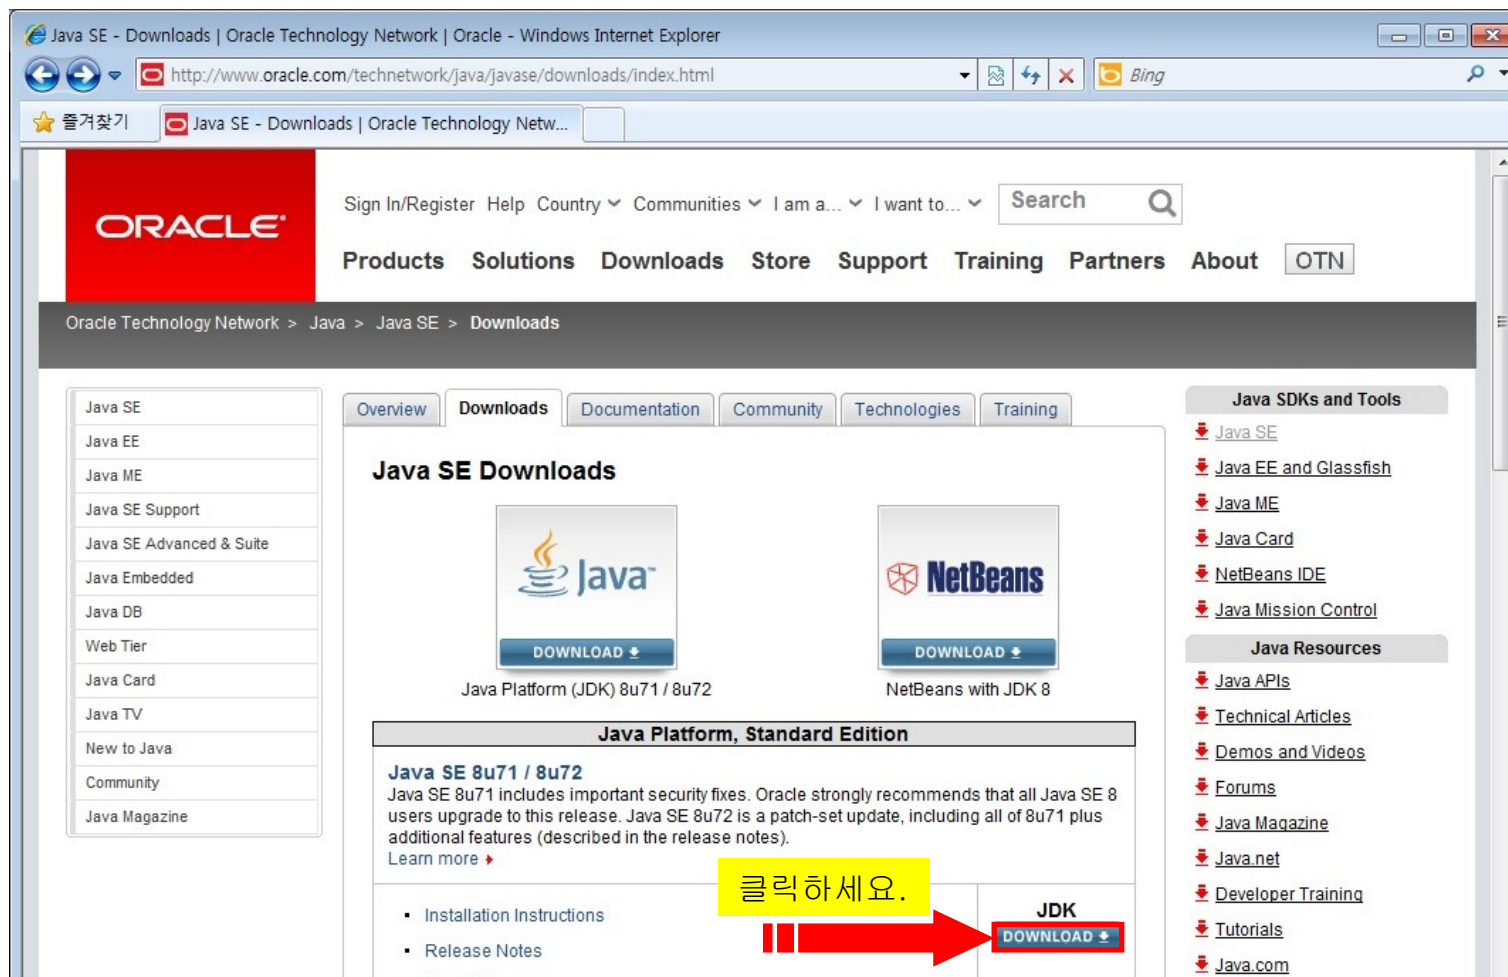 Java SE - Downloads | Oracle Technology Network | Oracle - Windows Internet Explorer
http://www.oracle.com/technetwork/java/javase/downloads/index.html
Bing
즐겨찾기
Java SE - Downloads | Oracle Technology Netw...
ORACLE
Sign In/Register Help Country Communities I am a... I want to... Search
Products Solutions Downloads Store Support Training Partners About OTN
Oracle Technology Network > Java > Java SE > Downloads
Java SE
Java EE
Java ME
Java SE Support
Java SE Advanced & Suite
Java Embedded
Java DB
Web Tier
Java Card
Java TV
New to Java
Community
Java Magazine
Overview Downloads Documentation Community Technologies Training
Java SE Downloads
Java™
DOWNLOAD
Java Platform (JDK) 8u71 / 8u72
NetBeans
DOWNLOAD
NetBeans with JDK 8
Java Platform, Standard Edition
Java SE 8u71 / 8u72
Java SE 8u71 includes important security fixes. Oracle strongly recommends that all Java SE 8
users upgrade to this release. Java SE 8u72 is a patch-set update, including all of 8u71 plus
additional features (described in the release notes).
Learn more
클릭하세요.
Installation Instructions
Release Notes
JDK
DOWNLOAD
Java SDKs and Tools
Java SE
Java EE and Glassfish
Java ME
Java Card
NetBeans IDE
Java Mission Control
Java Resources
Java APIs
Technical Articles
Demos and Videos
Forums
Java Magazine
Java.net
Developer Training
Tutorials
Java.com